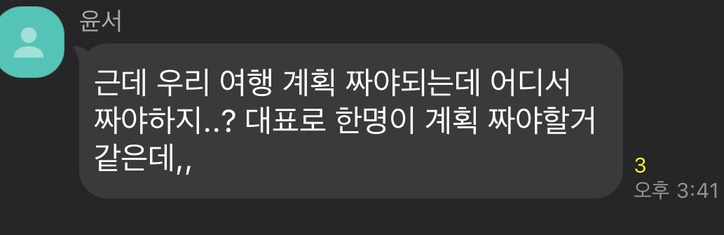 윤서
근데 우리 여행 계획 짜야되는데 어디서
짜야하지..? 대표로 한명이 계획 짜야할거
같은데,,
3
오후 3:41